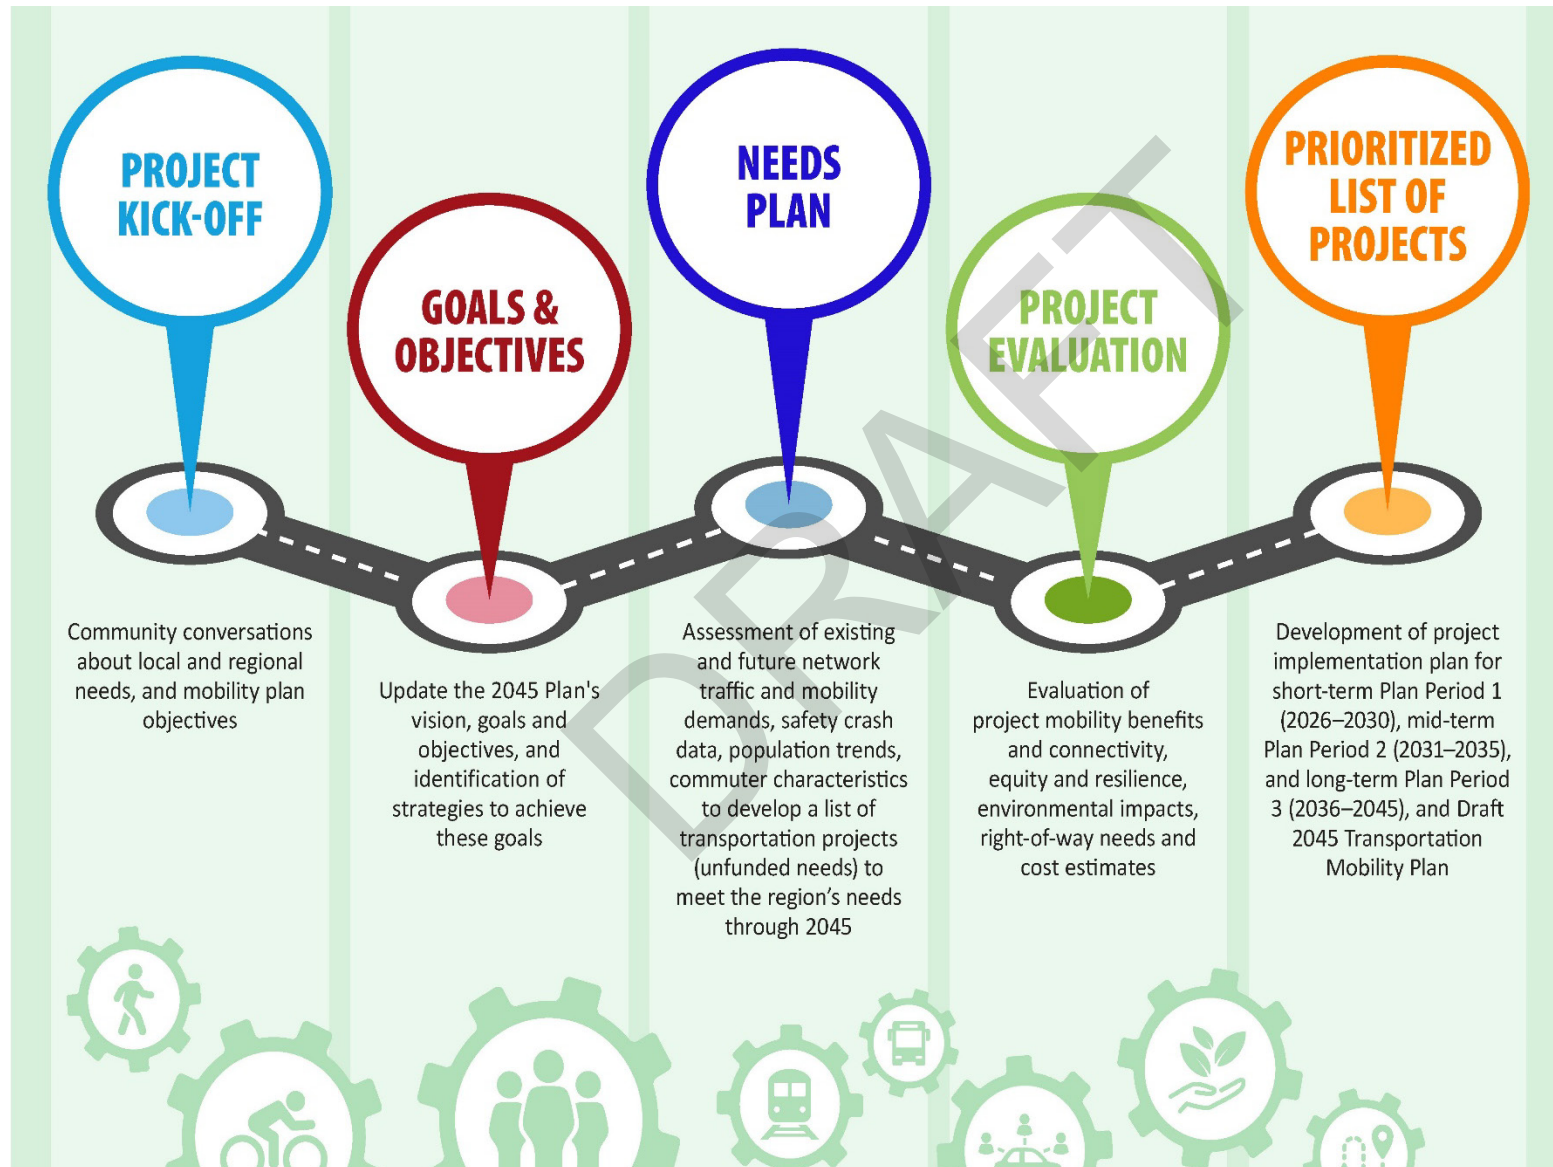 PROJECT
KICK-OFF
Community conversations
about local and regional
needs, and mobility plan
objectives
GOALS &
OBJECTIVES
Update the 2045 Plan's
vision, goals and
objectives, and
identification of
strategies to achieve
these goals
NEEDS
PLAN
Assessment of existing
and future network
traffic and mobility
demands, safety crash
data, population trends,
commuter characteristics
to develop a list of
transportation projects
(unfunded needs) to
meet the region’s needs
through 2045
PROJECT
EVALUATION
Evaluation of
project mobility benefits
and connectivity,
equity and resilience,
environmental impacts,
right-of-way needs and
cost estimates
PRIORITIZED
LIST OF
PROJECTS
Development of project
implementation plan for
short-term Plan Period 1
(2026–2030), mid-term
Plan Period 2 (2031–2035),
and long-term Plan Period
3 (2036–2045), and Draft
2045 Transportation
Mobility Plan
DRAFT